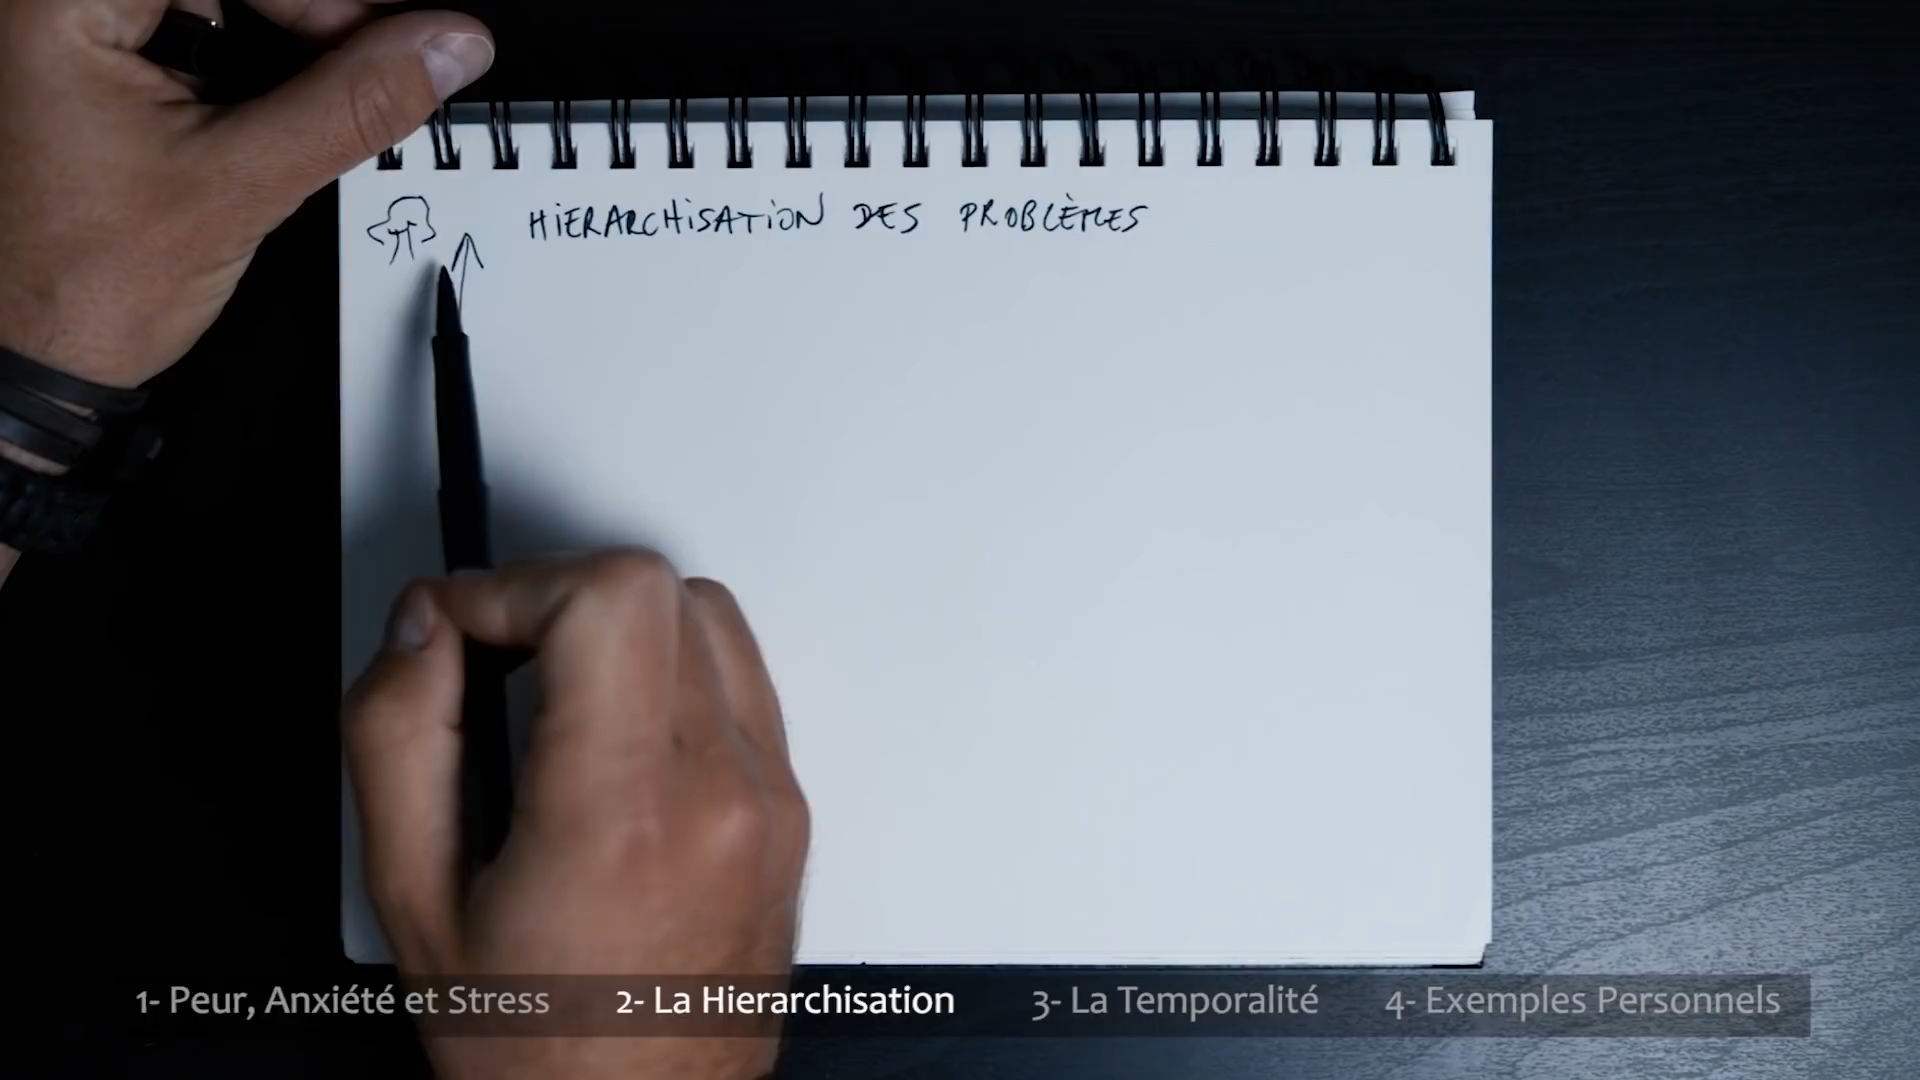 HiERARCHiSATiON DES PROBLÈMES
1- Peur, Anxiété et Stress 2- La Hierarchisation 3- La Temporalité 4- Exemples Personnels